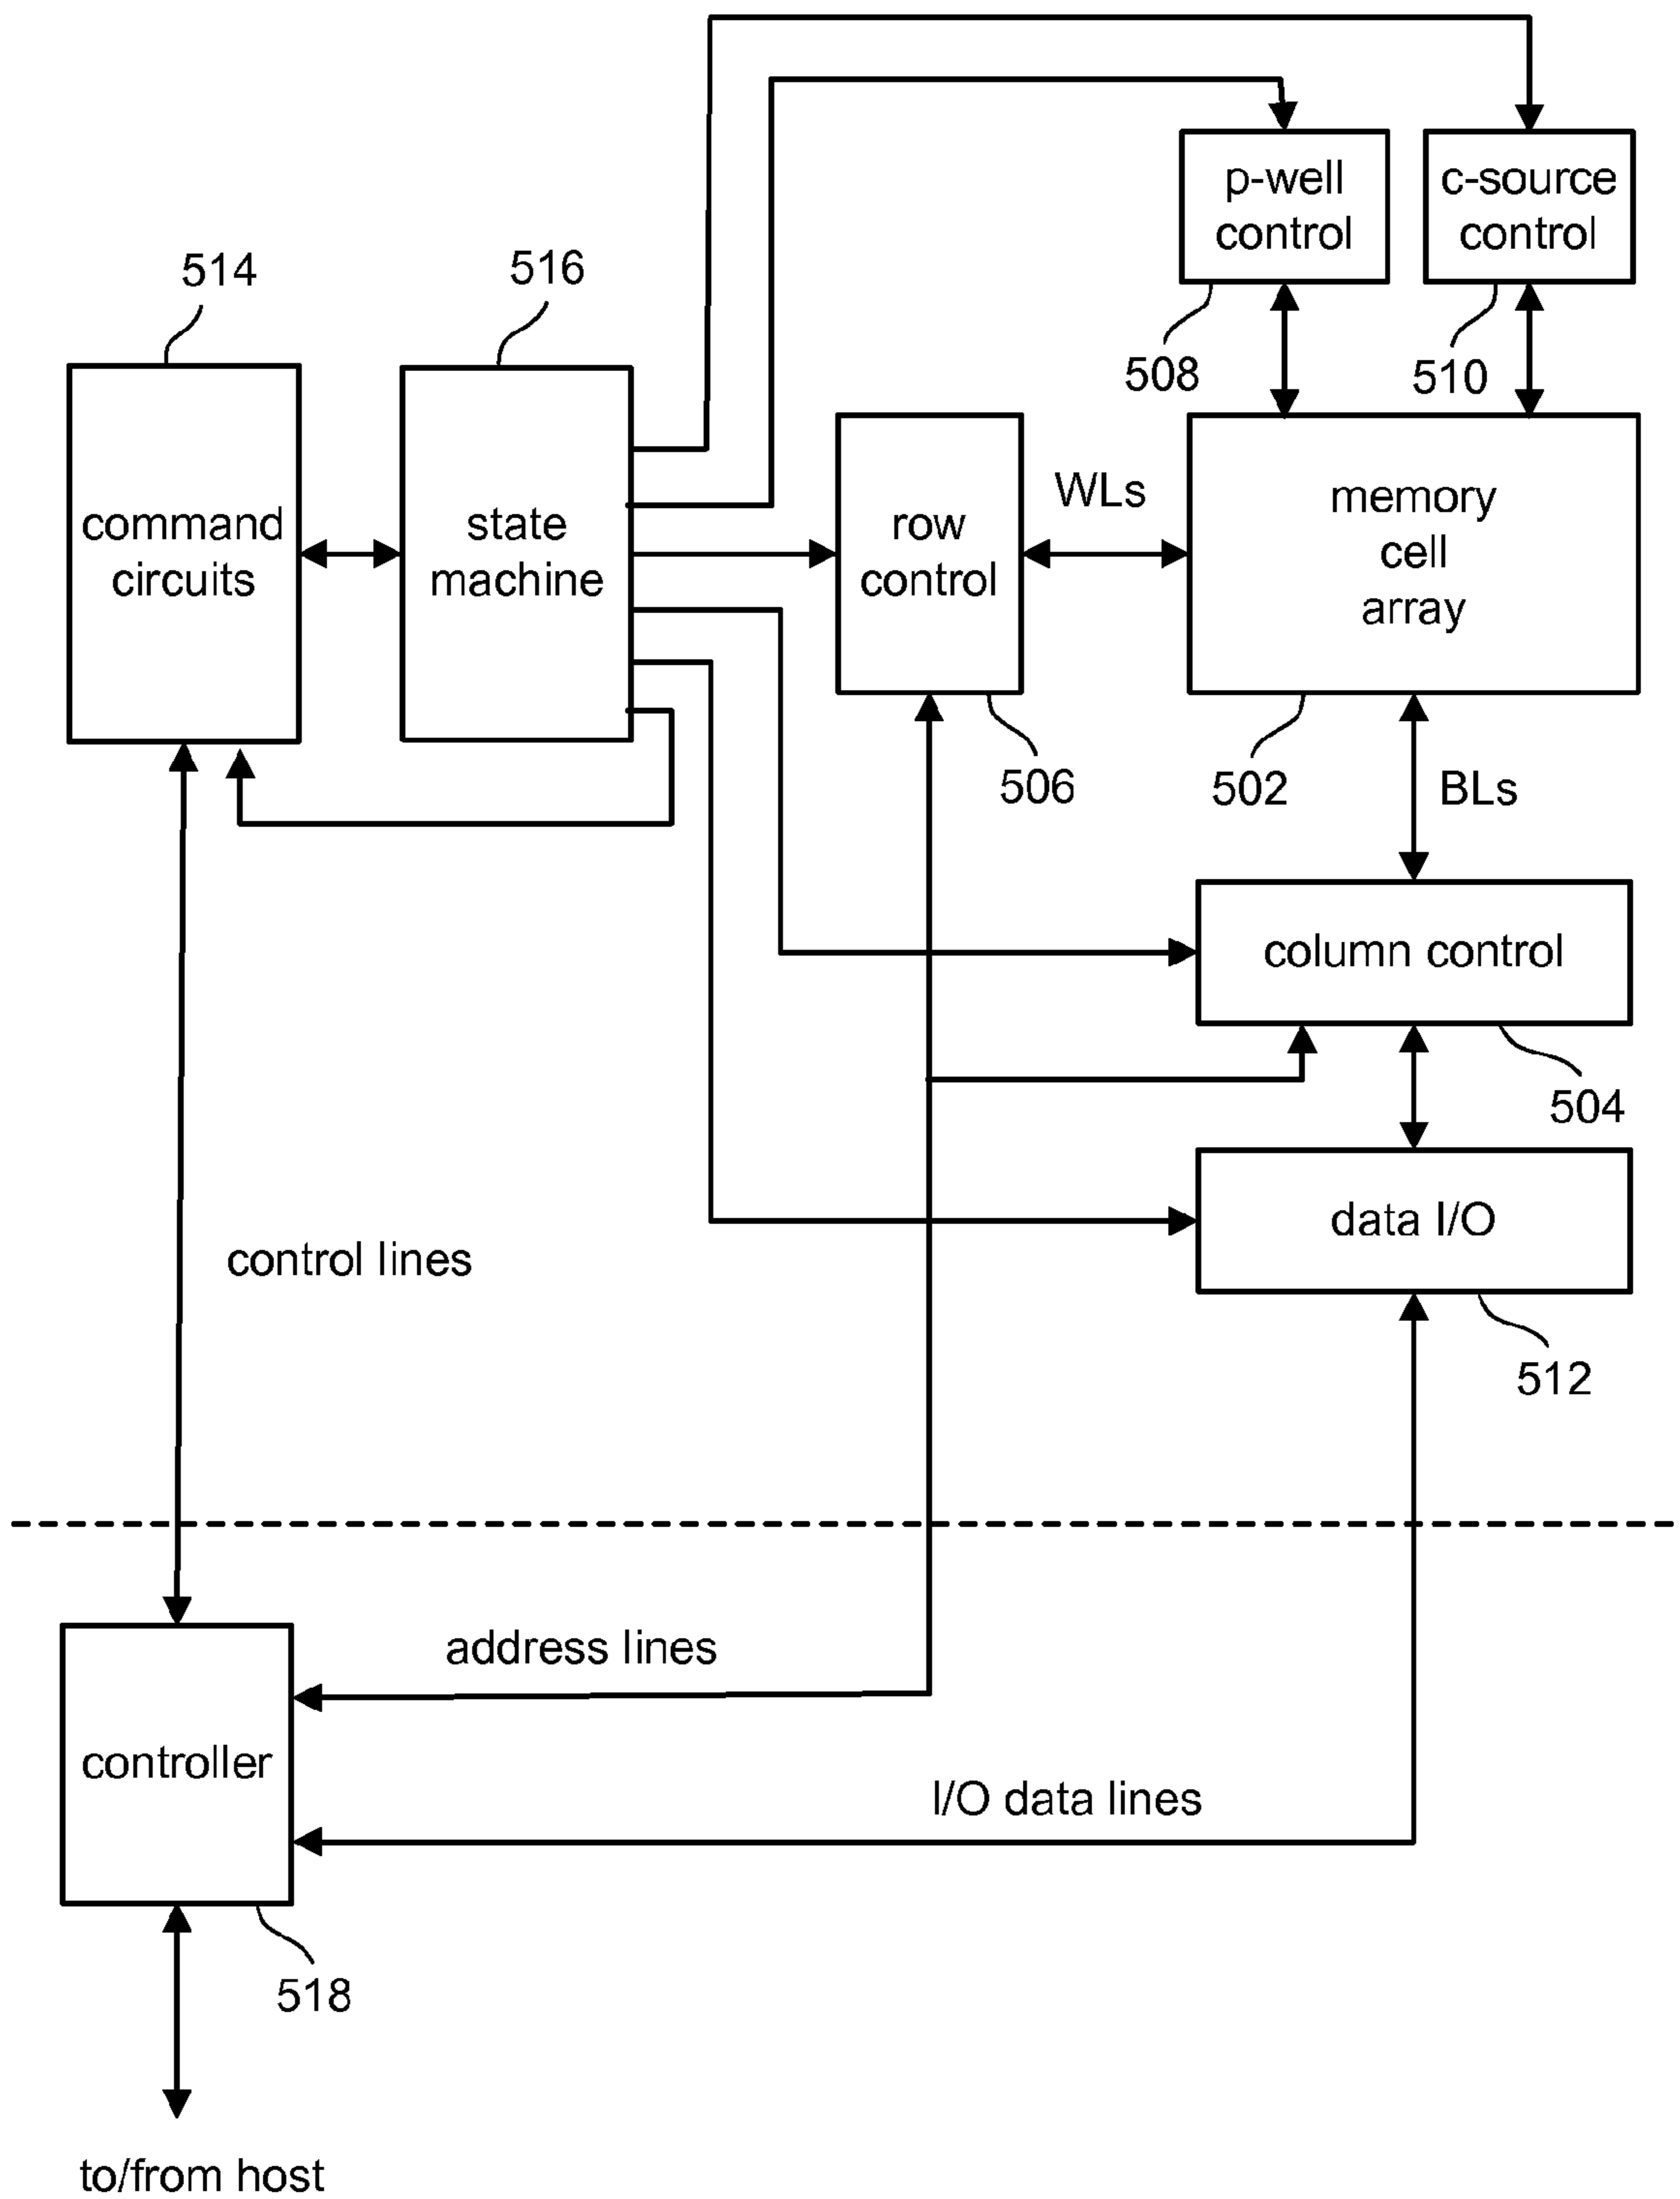 p-well
control
c-source
control
514
516
508
510
command
circuits
state
machine
row
control
WLs
memory
cell
array
506
502
BLs
column control
504
data I/O
control lines
512
address lines
controller
I/O data lines
518
to/from host